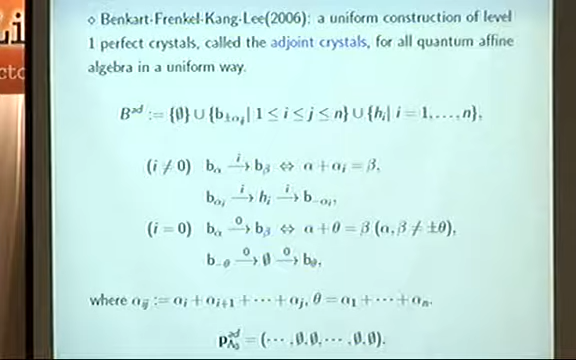 ◇ Benkart-Frenkel-Kang-Lee(2006): a uniform construction of level
1 perfect crystals, called the adjoint crystals, for all quantum affine
algebra in a uniform way.
B^{ad} := {∅} ∪ {b_{±α_{ij}} | 1 ≤ i ≤ j ≤ n} ∪ {h_i | i = 1, ..., n},
(i ≠ 0) b_α →^i b_β ⇔ α + α_i = β,
b_{α_i} →^i h_i →^i b_{-α_i},
(i = 0) b_α →^0 b_β ⇔ α + θ = β (α, β ≠ ±θ),
b_{-θ} →^0 ∅ →^0 b_θ,
where α_{ij} := α_i + α_{i+1} + ··· + α_j, θ = α_1 + ··· + α_n.
p^{ad}_{Λ_0} = (··· , ∅, ∅, ··· , ∅, ∅).